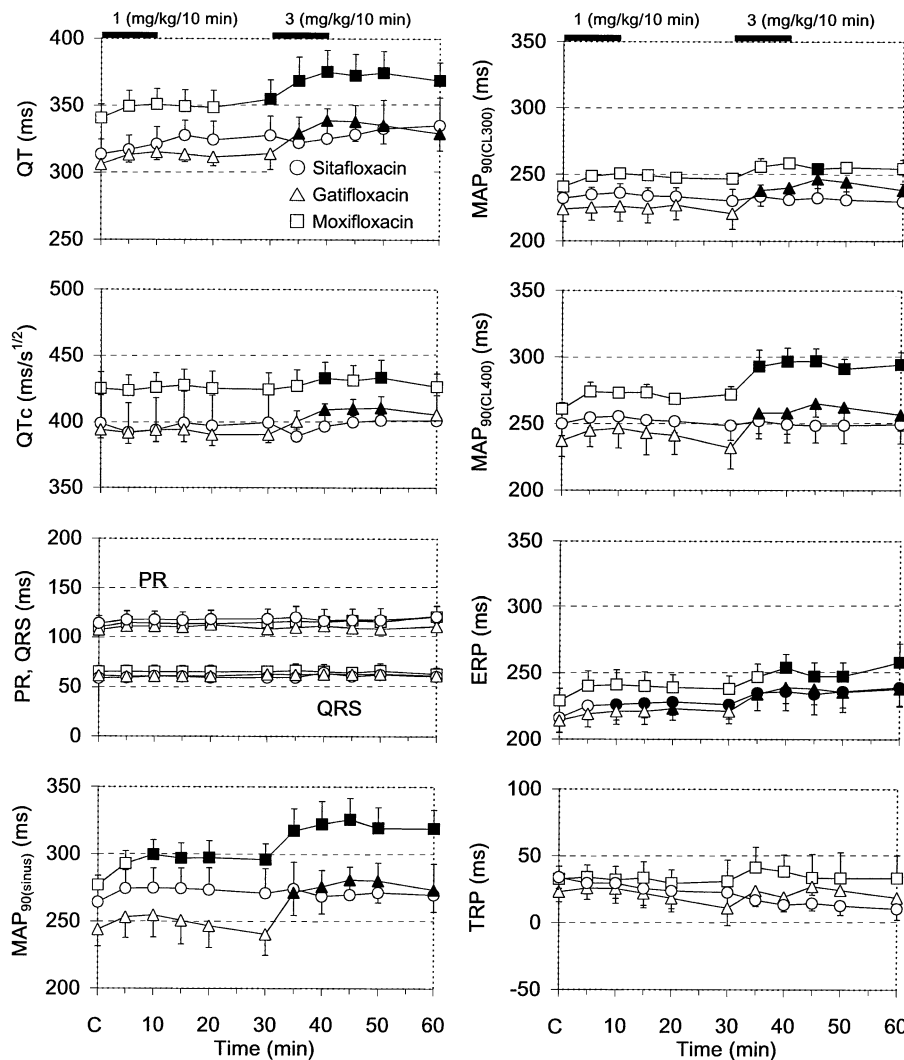 1 (mg/kg/10 min)
3 (mg/kg/10 min)
400
350
300
250
QT (ms)
Sitafloxacin
Gatifloxacin
Moxifloxacin
500
450
400
350
QTc (ms/s1/2)
200
150
100
50
0
PR, QRS (ms)
PR
QRS
350
300
250
200
MAP90(sinus) (ms)
C
10
20
30
40
50
60
Time (min)
1 (mg/kg/10 min)
3 (mg/kg/10 min)
350
300
250
200
MAP90(CL300) (ms)
350
300
250
200
MAP90(CL400) (ms)
350
300
250
200
ERP (ms)
100
50
0
-50
TRP (ms)
C
10
20
30
40
50
60
Time (min)